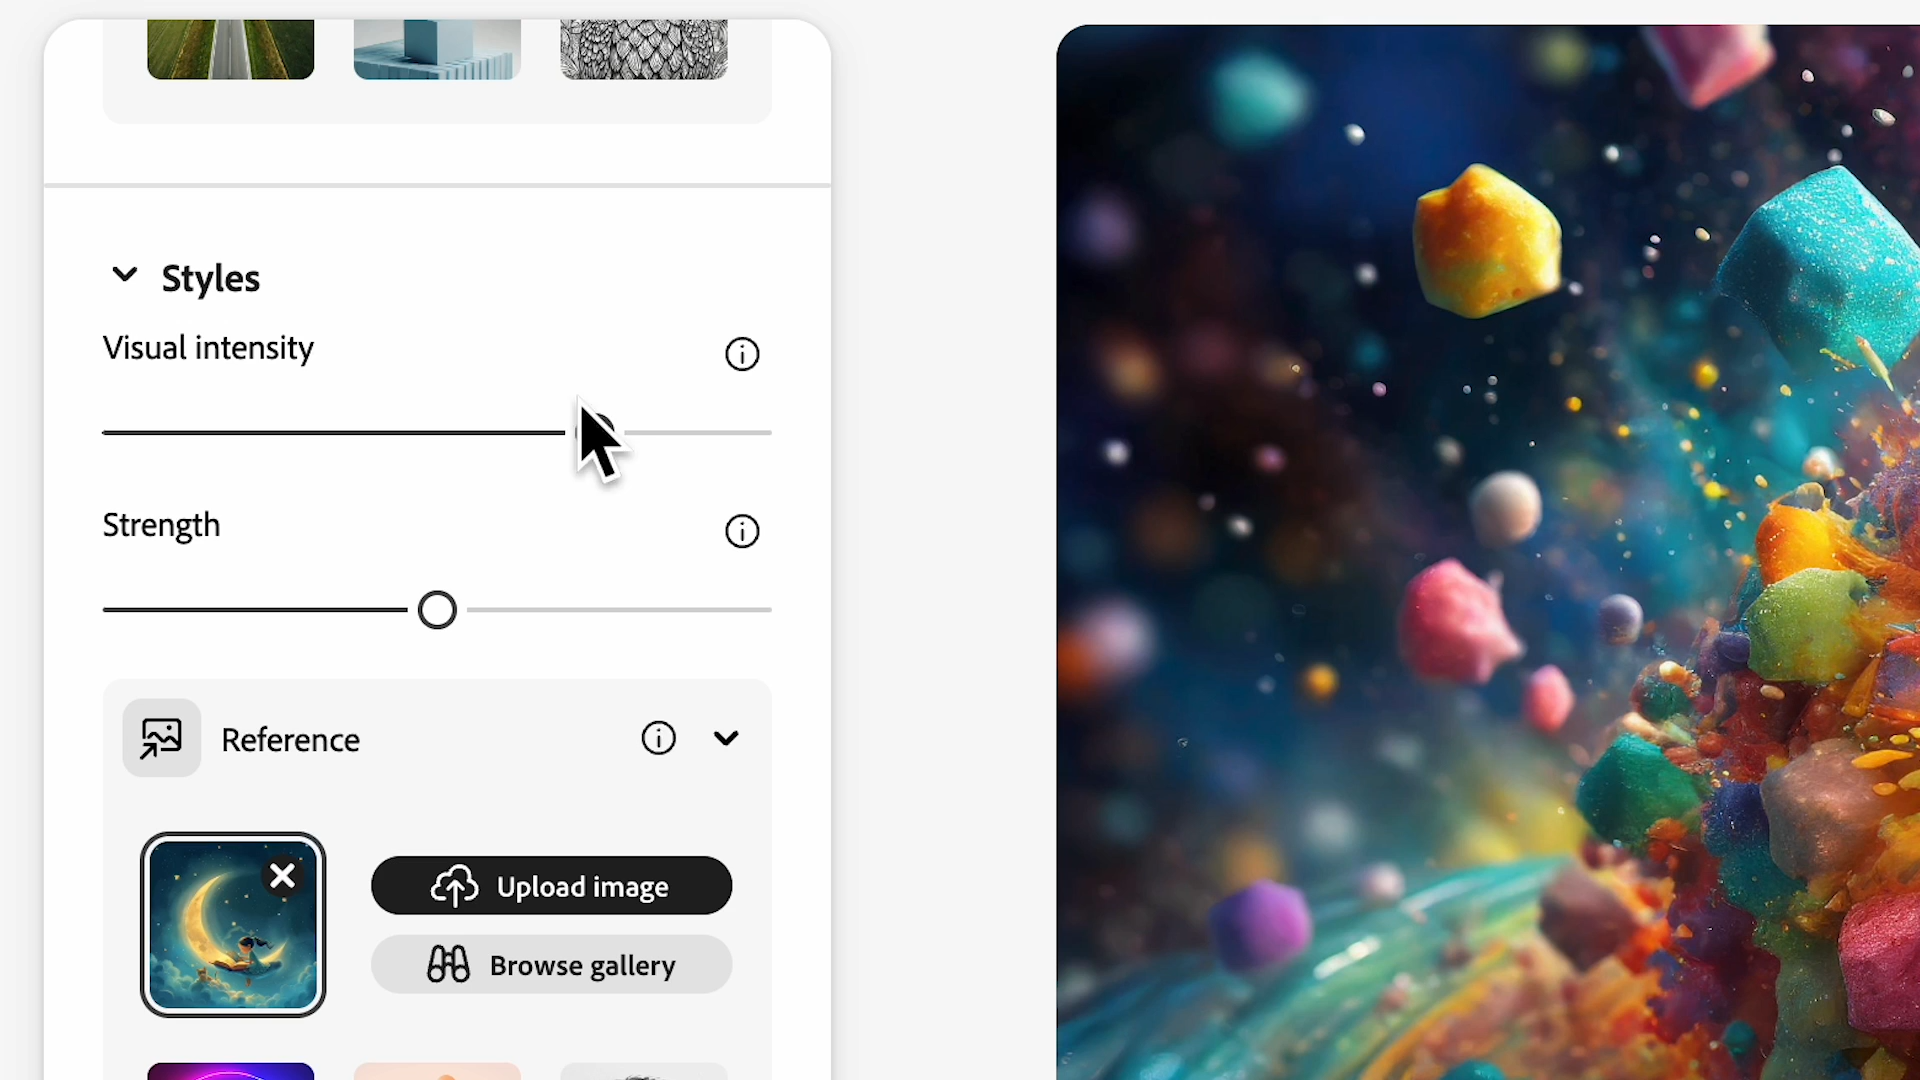 Styles
Visual intensity
Strength
Reference
Upload image
Browse gallery